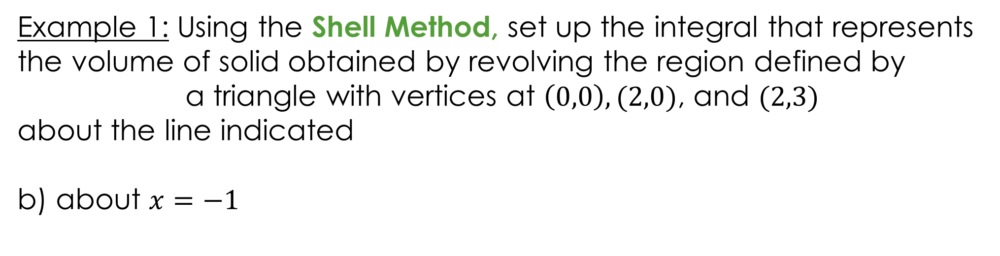 Example 1: Using the Shell Method, set up the integral that represents
the volume of solid obtained by revolving the region defined by
a triangle with vertices at (0,0), (2,0), and (2,3)
about the line indicated
b) about x = −1